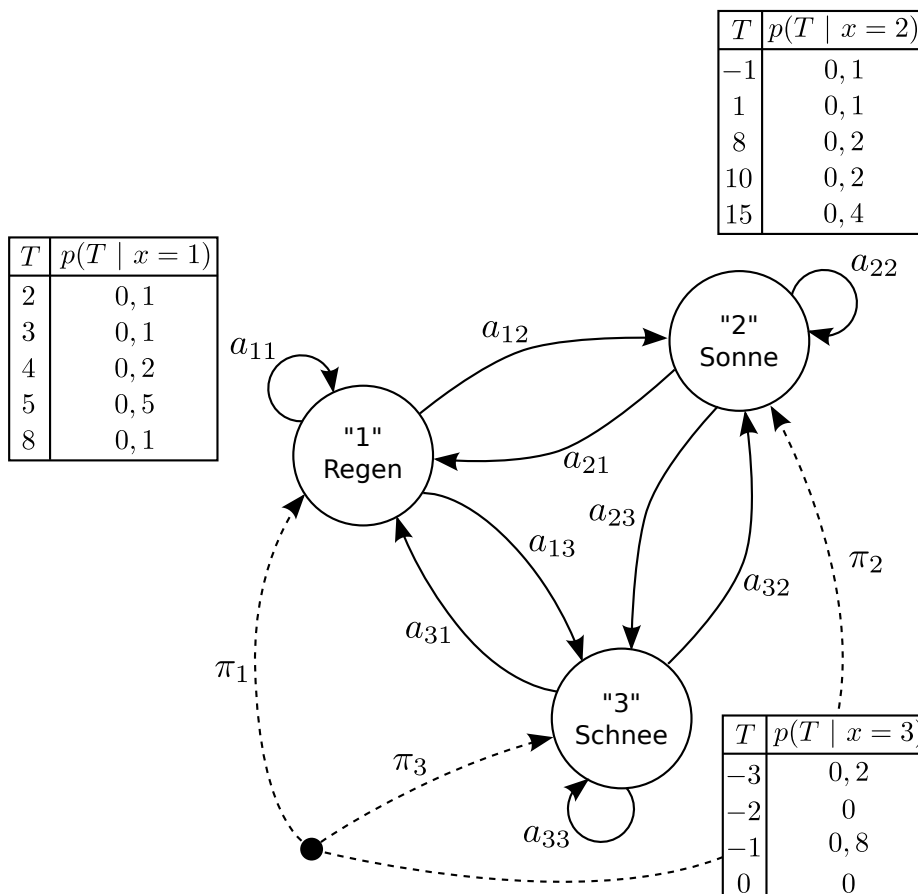 T p(T | x = 2)
−1 0,1
1 0,1
8 0,2
10 0,2
15 0,4
T p(T | x = 1)
2 0,1
3 0,1
4 0,2
5 0,5
8 0,1
a11
a12
a22
"2"
Sonne
"1"
Regen
a21
a23
a13
a32
a31
π2
π1
"3"
Schnee
π3
a33
T p(T | x = 3)
−3 0,2
−2 0
−1 0,8
0 0